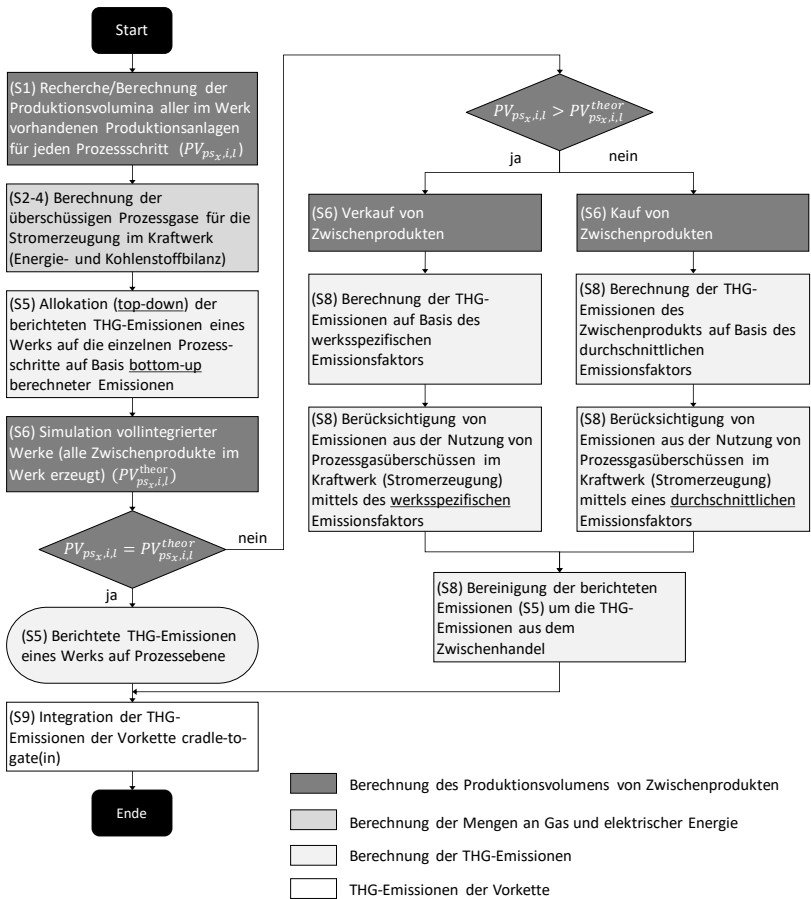 Start
(S1) Recherche/Berechnung der
Produktionsvolumina aller im Werk
vorhandenen Produktionsanlagen
für jeden Prozessschritt (PV_{ps_x,i,l})
(S2-4) Berechnung der
überschüssigen Prozessgase für die
Stromerzeugung im Kraftwerk
(Energie- und Kohlenstoffbilanz)
(S5) Allokation (top-down) der
berichteten THG-Emissionen eines
Werks auf die einzelnen Prozess-
schritte auf Basis bottom-up
berechneter Emissionen
(S6) Simulation vollintegrierter
Werke (alle Zwischenprodukte im
Werk erzeugt) (PV_{ps_x,i,l}^{theor})
PV_{ps_x,i,l} = PV_{ps_x,i,l}^{theor}
nein
ja
(S5) Berichtete THG-Emissionen
eines Werks auf Prozessebene
PV_{ps_x,i,l} > PV_{ps_x,i,l}^{theor}
ja
nein
(S6) Verkauf von
Zwischenprodukten
(S8) Berechnung der THG-
Emissionen auf Basis des
werksspezifischen
Emissionsfaktors
(S8) Berücksichtigung von
Emissionen aus der Nutzung von
Prozessgasüberschüssen im
Kraftwerk (Stromerzeugung)
mittels des werksspezifischen
Emissionsfaktors
(S6) Kauf von
Zwischenprodukten
(S8) Berechnung der THG-
Emissionen des
Zwischenprodukts auf Basis des
durchschnittlichen
Emissionsfaktors
(S8) Berücksichtigung von
Emissionen aus der Nutzung von
Prozessgasüberschüssen im
Kraftwerk (Stromerzeugung)
mittels eines durchschnittlichen
Emissionsfaktors
(S8) Bereinigung der berichteten
Emissionen (S5) um die THG-
Emissionen aus dem
Zwischenhandel
(S9) Integration der THG-
Emissionen der Vorkette cradle-to-
gate(in)
Ende
Berechnung des Produktionsvolumens von Zwischenprodukten
Berechnung der Mengen an Gas und elektrischer Energie
Berechnung der THG-Emissionen
THG-Emissionen der Vorkette